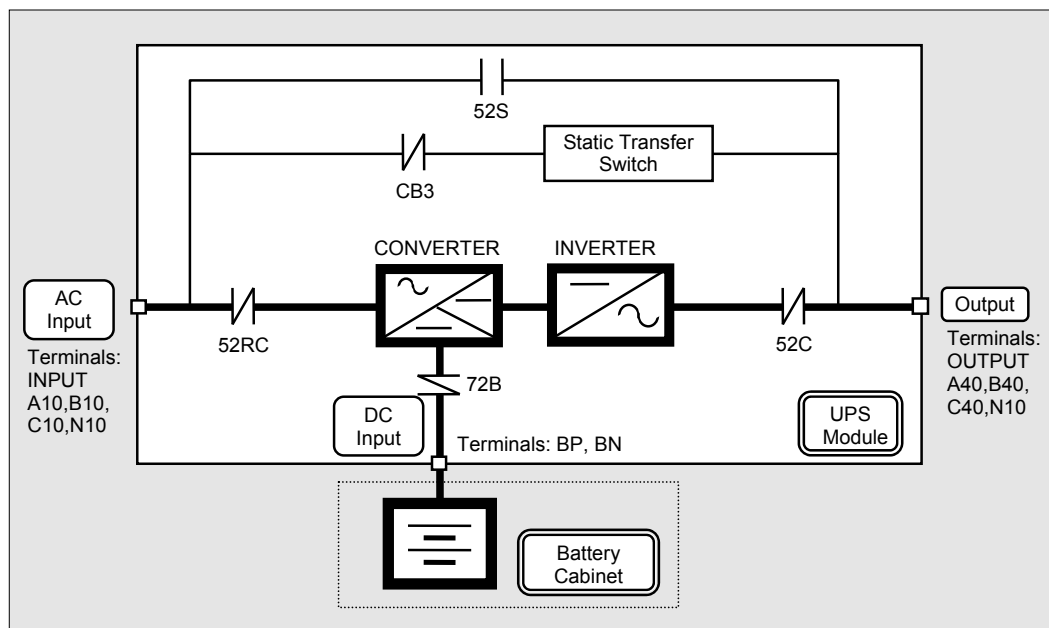 52S
Static Transfer
Switch
CB3
CONVERTER
INVERTER
AC
Input
52RC
52C
Output
Terminals:
INPUT
A10,B10,
C10,N10
Terminals:
OUTPUT
A40,B40,
C40,N10
72B
DC
Input
Terminals: BP, BN
UPS
Module
Battery
Cabinet